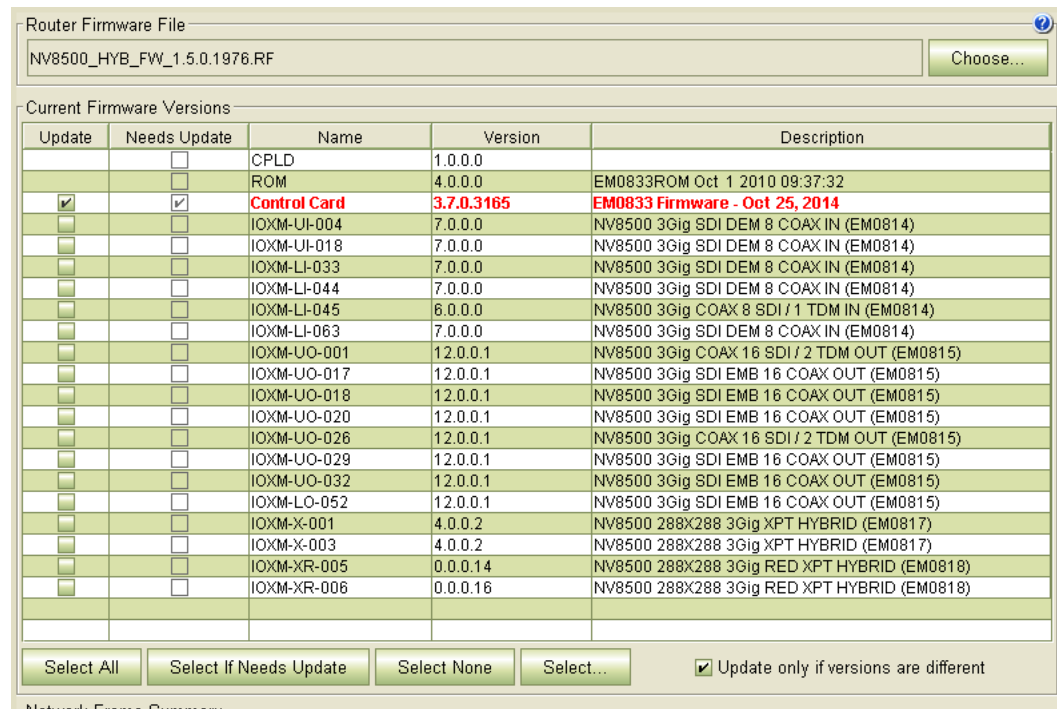 Router Firmware File
NV8500_HYB_FW_1.5.0.1976.RF
Choose...
Current Firmware Versions
Update Needs Update Name Version Description
CPLD 1.0.0.0
ROM 4.0.0.0 EM0833ROM Oct 1 2010 09:37:32
Control Card 3.7.0.3165 EM0833 Firmware - Oct 25, 2014
IOXM-UI-004 7.0.0.0 NV8500 3Gig SDI DEM 8 COAX IN (EM0814)
IOXM-UI-018 7.0.0.0 NV8500 3Gig SDI DEM 8 COAX IN (EM0814)
IOXM-LI-033 7.0.0.0 NV8500 3Gig SDI DEM 8 COAX IN (EM0814)
IOXM-LI-044 7.0.0.0 NV8500 3Gig SDI DEM 8 COAX IN (EM0814)
IOXM-LI-045 6.0.0.0 NV8500 3Gig COAX 8 SDI / 1 TDM IN (EM0814)
IOXM-LI-063 7.0.0.0 NV8500 3Gig SDI DEM 8 COAX IN (EM0814)
IOXM-UO-001 12.0.0.1 NV8500 3Gig COAX 16 SDI / 2 TDM OUT (EM0815)
IOXM-UO-017 12.0.0.1 NV8500 3Gig SDI EMB 16 COAX OUT (EM0815)
IOXM-UO-018 12.0.0.1 NV8500 3Gig SDI EMB 16 COAX OUT (EM0815)
IOXM-UO-020 12.0.0.1 NV8500 3Gig SDI EMB 16 COAX OUT (EM0815)
IOXM-UO-026 12.0.0.1 NV8500 3Gig COAX 16 SDI / 2 TDM OUT (EM0815)
IOXM-UO-029 12.0.0.1 NV8500 3Gig SDI EMB 16 COAX OUT (EM0815)
IOXM-UO-032 12.0.0.1 NV8500 3Gig SDI EMB 16 COAX OUT (EM0815)
IOXM-LO-052 12.0.0.1 NV8500 3Gig SDI EMB 16 COAX OUT (EM0815)
IOXM-X-001 4.0.0.2 NV8500 288X288 3Gig XPT HYBRID (EM0817)
IOXM-X-003 4.0.0.2 NV8500 288X288 3Gig XPT HYBRID (EM0817)
IOXM-XR-005 0.0.0.14 NV8500 288X288 3Gig RED XPT HYBRID (EM0818)
IOXM-XR-006 0.0.0.16 NV8500 288X288 3Gig RED XPT HYBRID (EM0818)
Select All Select If Needs Update Select None Select... Update only if versions are different